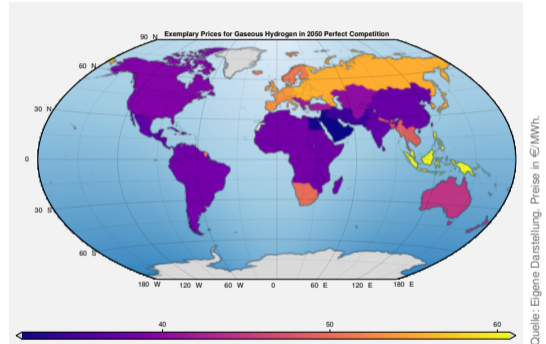 Exemplary Prices for Gaseous Hydrogen in 2050 Perfect Competition
90 N
60 N
30 N
0
30 S
60 S
180 W 120 W 60 W 0 60 E 120 E 180 E
40 50 60
Quelle: Eigene Darstellung. Preise in €/MWh.